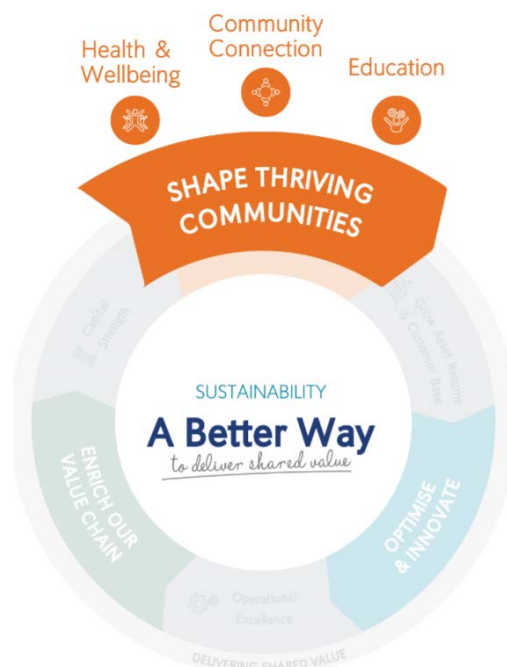 Health &
Wellbeing
Community
Connection
Education
SHAPE THRIVING
COMMUNITIES
Capital
Strength
Grow Asset Returns
& Customer Base
SUSTAINABILITY
A Better Way
to deliver shared value
ENRICH OUR
VALUE CHAIN
OPTIMISE
& INNOVATE
Operational
Excellence
DELIVERING SHARED VALUE